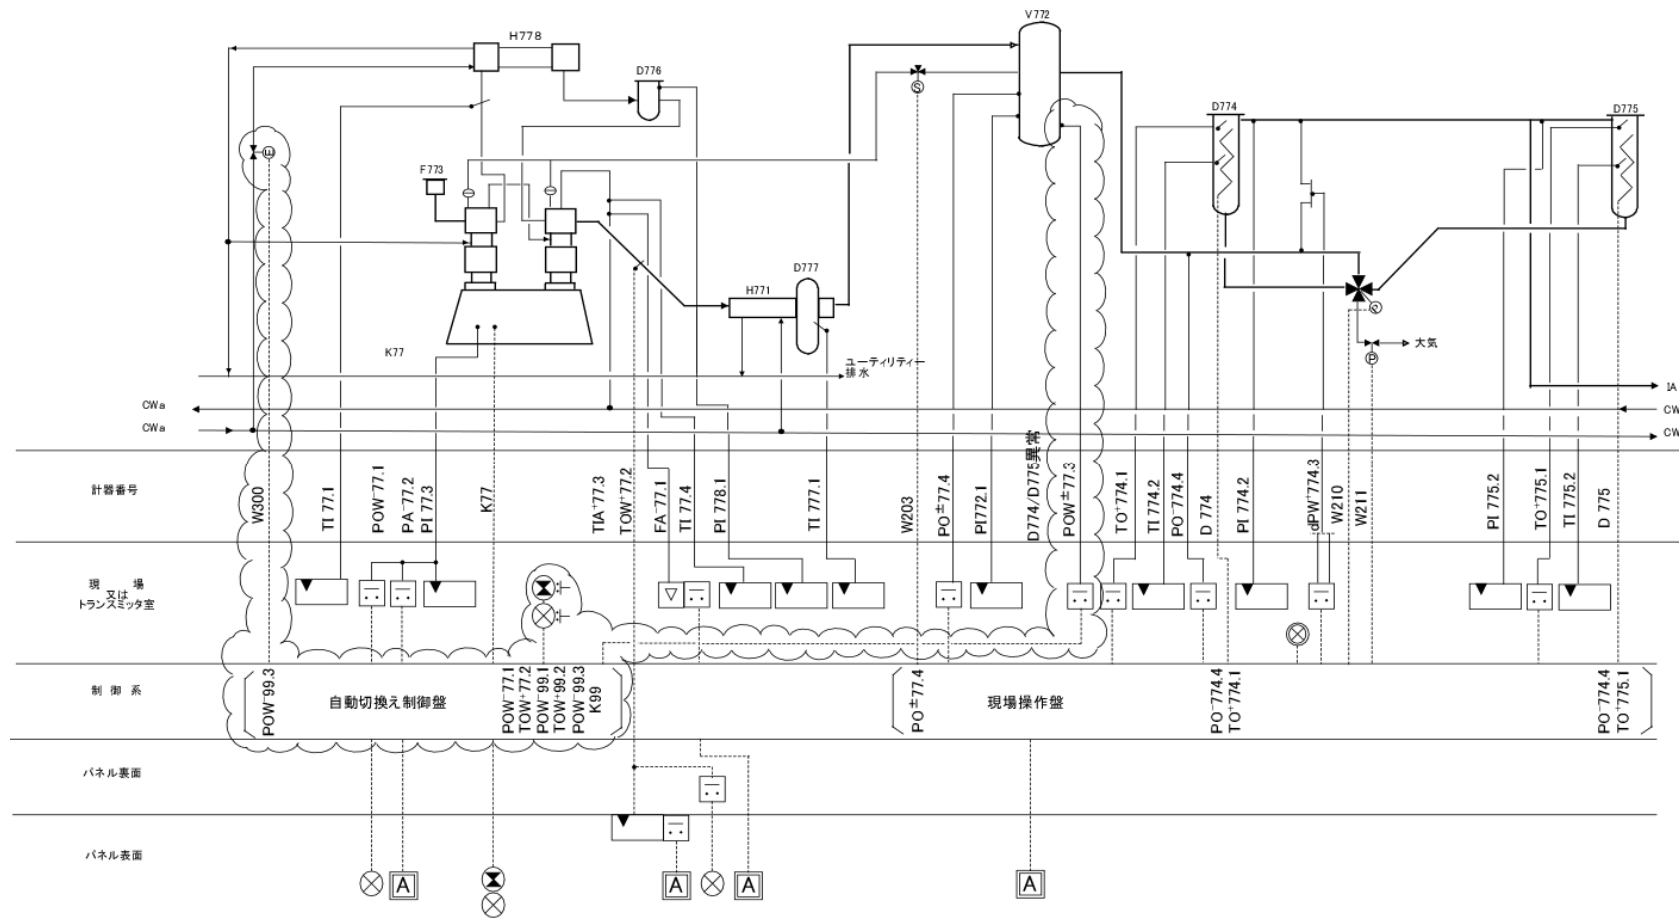 H778
V772
D776
D774
D775
F773
D777
H771
K77
E
S
S
P
大気
ユーティリティー
排水
IA
CWa
CW
CWa
CW
計器番号
W300
TI 77.1
POW⁻77.1
PA⁻77.2
PI 77.3
K77
TIA⁺77.3
TOW⁺77.2
FA⁻77.1
TI 77.4
PI 778.1
TI 777.1
W203
PO±77.4
PI772.1
D774/D775異常
POW±77.3
TO⁺774.1
TI 774.2
PO⁻774.4
D 774
PI 774.2
dPW⁺774.3
W210
W211
PI 775.2
TO⁺775.1
TI 775.2
D 775
現 場
又は
トランスミッタ室
制 御 系
POW⁻99.3
自動切換え制御盤
POW⁻77.1
TOW⁺77.2
POW⁻99.1
TOW⁺99.2
POW⁻99.3
K99
PO±77.4
現場操作盤
PO⁻774.4
TO⁺774.1
PO⁻774.4
TO⁺775.1
パネル裏面
パネル表面
A
A
A
A